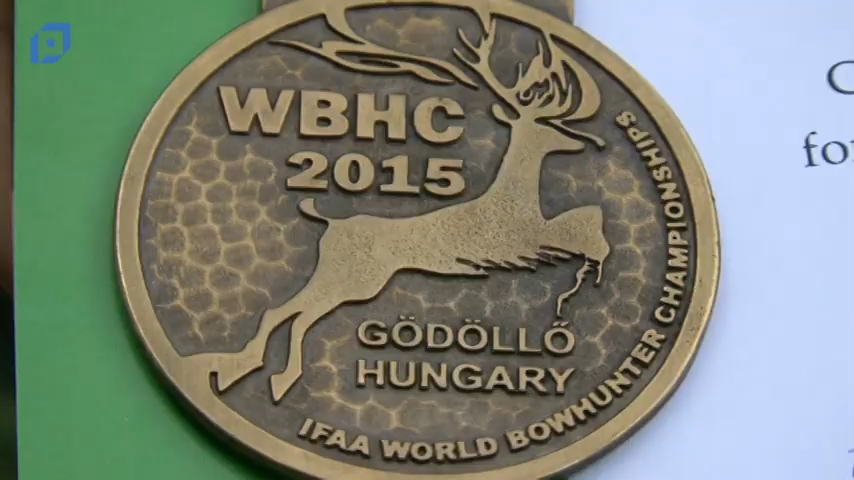 WBHC
2015
GÖDÖLLŐ
HUNGARY
IFAA WORLD BOWHUNTER CHAMPIONSHIPS